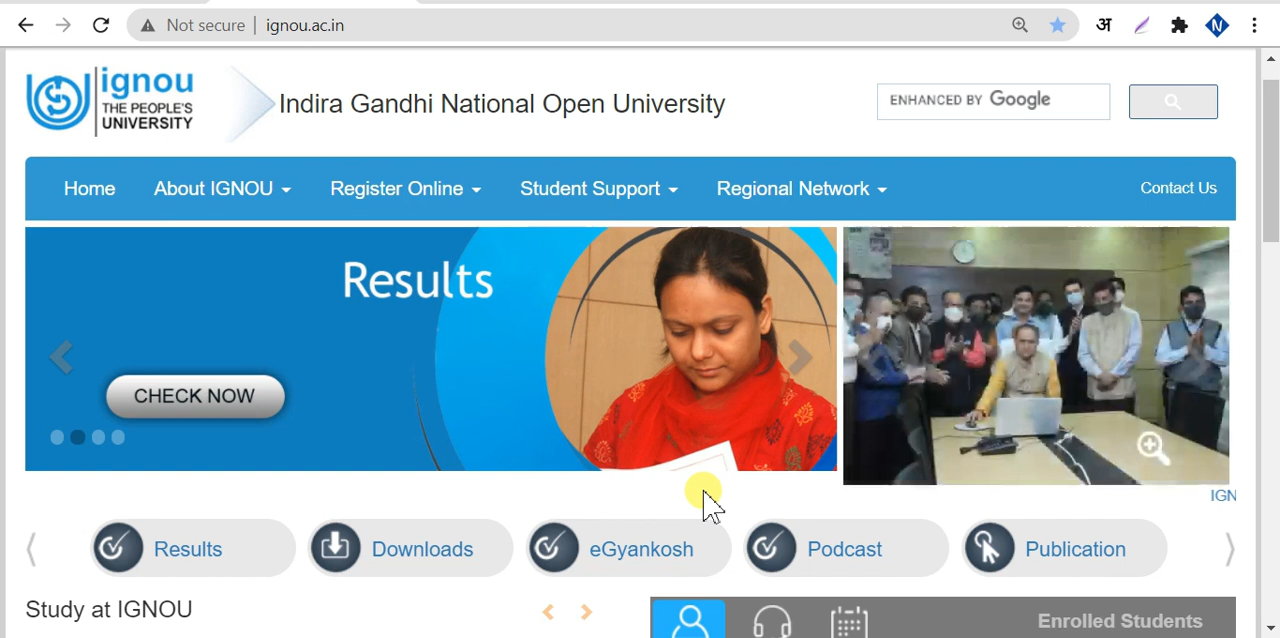 Not secure | ignou.ac.in
अ
N
ignou
THE PEOPLE'S
UNIVERSITY
Indira Gandhi National Open University
ENHANCED BY Google
Home
About IGNOU
Register Online
Student Support
Regional Network
Contact Us
Results
CHECK NOW
IGN
Results
Downloads
eGyankosh
Podcast
Publication
Study at IGNOU
Enrolled Students